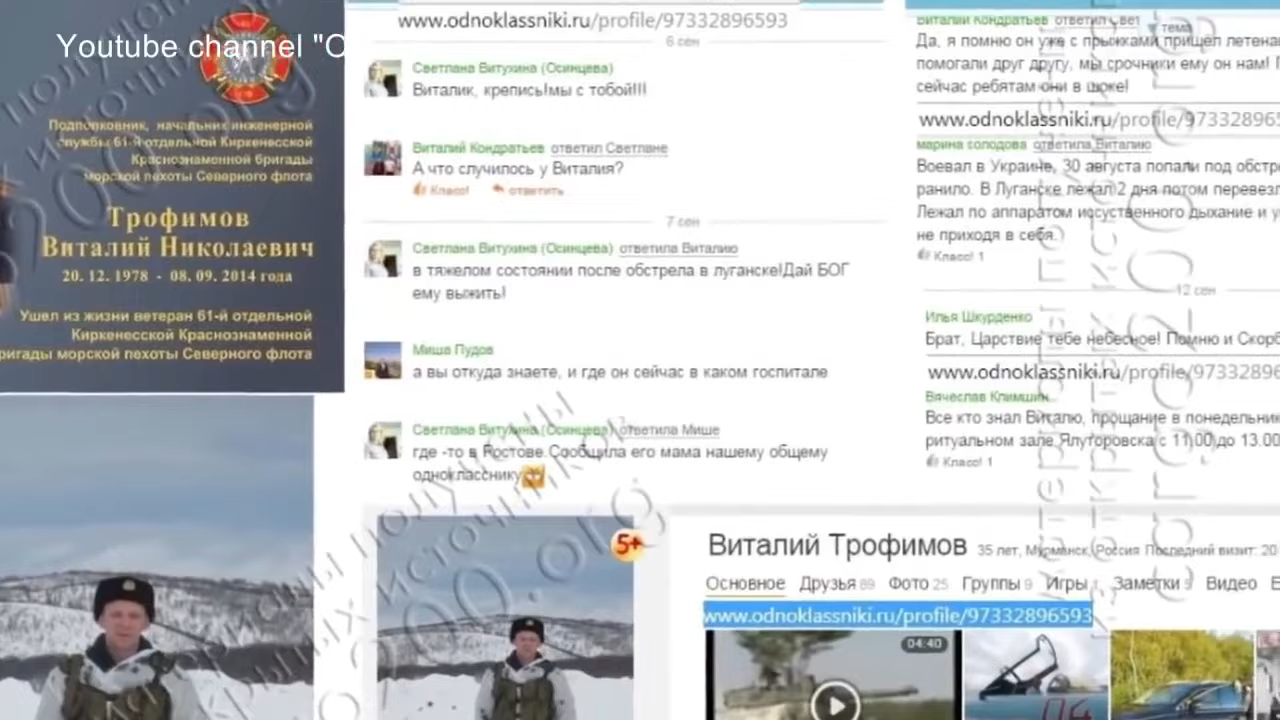 Youtube channel "О
Подполковник, начальник инженерной
службы 61-й отдельной Киркенесской
Краснознаменной бригады
морской пехоты Северного флота
Трофимов
Виталий Николаевич
20. 12. 1978 - 08. 09. 2014 года
Ушел из жизни ветеран 61-й отдельной
Киркенесской Краснознаменной
бригады морской пехоты Северного флота
www.odnoklassniki.ru/profile/97332896593
6 сен
Светлана Витухина (Осинцева)
Виталик, крепись!мы с тобой!!!
Виталий Кондратьев ответил Светлане
А что случилось у Виталия?
Класс! ответить
7 сен
Светлана Витухина (Осинцева) ответила Виталию
в тяжелом состоянии после обстрела в луганске!Дай БОГ
ему выжить!
Миша Пудов
а вы откуда знаете, и где он сейчас в каком госпитале
Светлана Витухина (Осинцева) ответила Мише
где -то в Ростове.Сообщила его мама нашему общему
однокласснику
Виталий Кондратьев ответил Свет
тема
Да, я помню он уже с прыжками пришел летена
помогали друг другу, мы срочники ему он нам! Г
сейчас ребятам они в шоке!
www.odnoklassniki.ru/profile/9733289659
марина солодова ответила Виталию
Воевал в Украине, 30 августа попали под обстр
ранило. В Луганске лежал 2 дня потом перевезл
Лежал по аппаратом иссуственного дыхание и у
не приходя в себя.
Класс! 1
12 сен
Илья Шкурденко
Брат, Царствие тебе небесное! Помню и Скорб
www.odnoklassniki.ru/profile/9733289659
Вячеслав Климшин
Все кто знал Виталю, прощание в понедельник
ритуальном зале Ялуторовска с 11.00 до 13.00
Класс! 1
5+
Виталий Трофимов 35 лет, Мурманск, Россия Последний визит: 20
Основное Друзья 89 Фото 25 Группы 9 Игры 1 Заметки Видео
www.odnoklassniki.ru/profile/97332896593
04:40